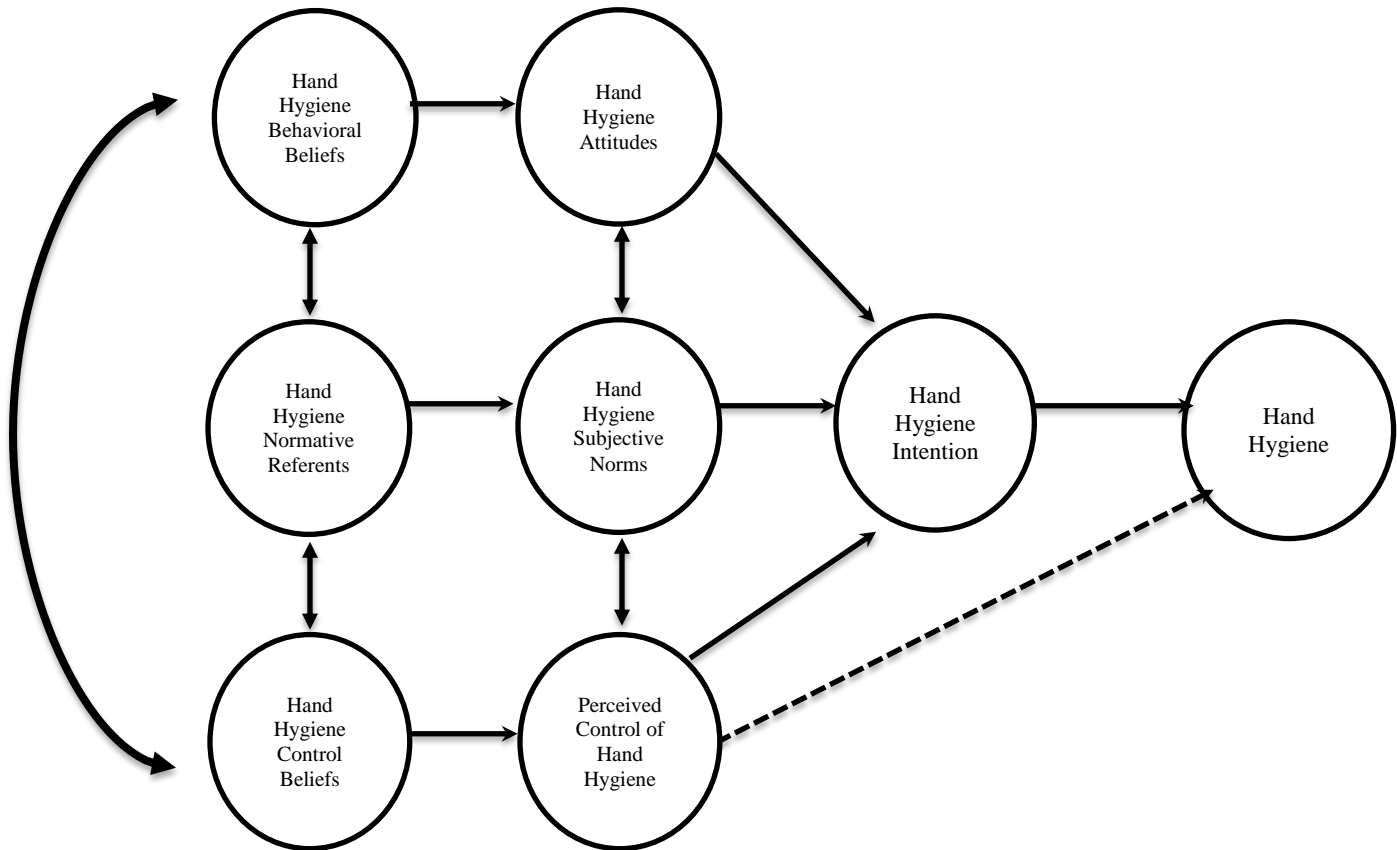 Hand
Hygiene
Behavioral
Beliefs
Hand
Hygiene
Attitudes
Hand
Hygiene
Normative
Referents
Hand
Hygiene
Subjective
Norms
Hand
Hygiene
Intention
Hand
Hygiene
Hand
Hygiene
Control
Beliefs
Perceived
Control of
Hand
Hygiene